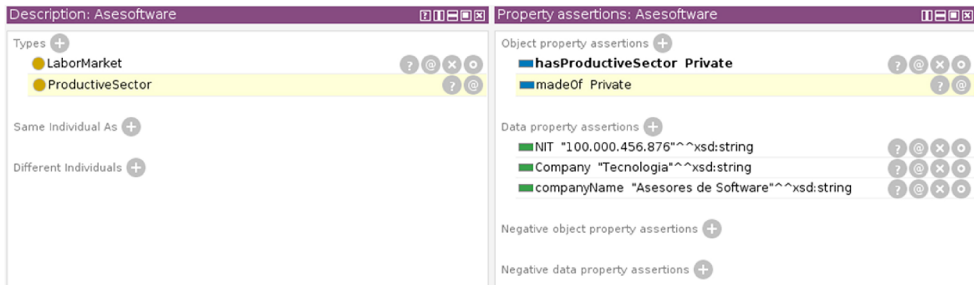 Description: Asesoftware
Types
LaborMarket
ProductiveSector
Same Individual As
Different Individuals
Property assertions: Asesoftware
Object property assertions
hasProductiveSector Private
madeOf Private
Data property assertions
NIT "100.000.456.876"^^xsd:string
Company "Tecnologia"^^xsd:string
companyName "Asesores de Software"^^xsd:string
Negative object property assertions
Negative data property assertions